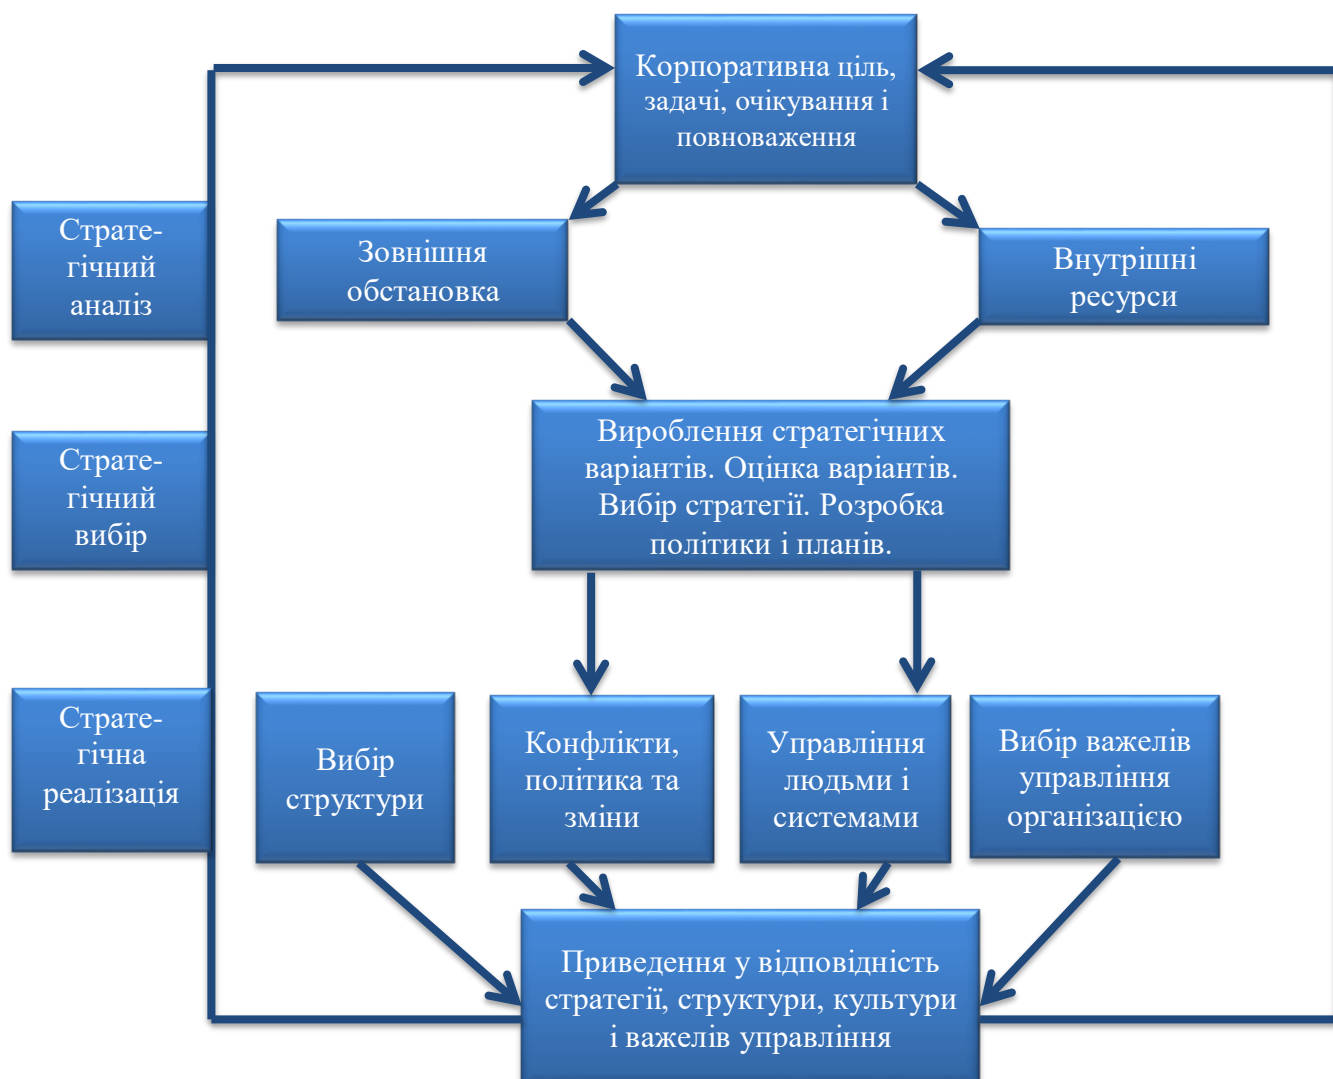 Корпоративна ціль,
задачі, очікування і
повноваження
Страте-
гічний
аналіз
Зовнішня
обстановка
Внутрішні
ресурси
Страте-
гічний
вибір
Вироблення стратегічних
варіантів. Оцінка варіантів.
Вибір стратегії. Розробка
політики і планів.
Страте-
гічна
реалізація
Вибір
структури
Конфлікти,
політика та
зміни
Управління
людьми і
системами
Вибір важелів
управління
організацією
Приведення у відповідність
стратегії, структури, культури
і важелів управління